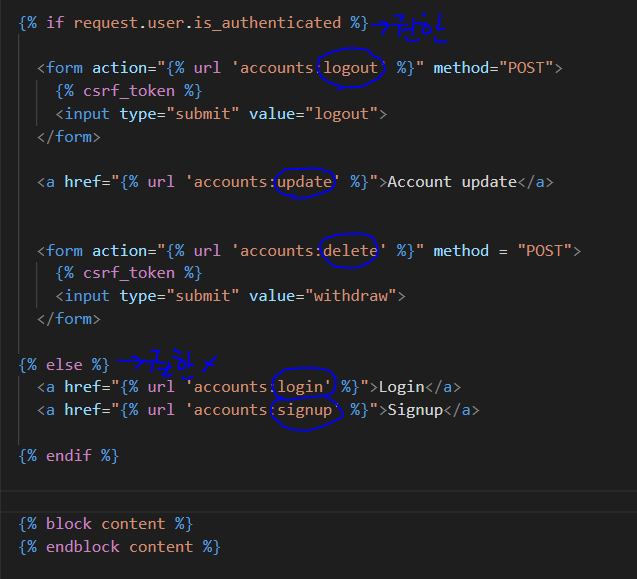 {% if request.user.is_authenticated %} →권한
<form action="{% url 'accounts:logout' %}" method="POST">
{% csrf_token %}
<input type="submit" value="logout">
</form>
<a href="{% url 'accounts:update' %}">Account update</a>
<form action="{% url 'accounts:delete' %}" method = "POST">
{% csrf_token %}
<input type="submit" value="withdraw">
</form>
{% else %} →권한 x
<a href="{% url 'accounts:login' %}">Login</a>
<a href="{% url 'accounts:signup' %}">Signup</a>
{% endif %}
{% block content %}
{% endblock content %}